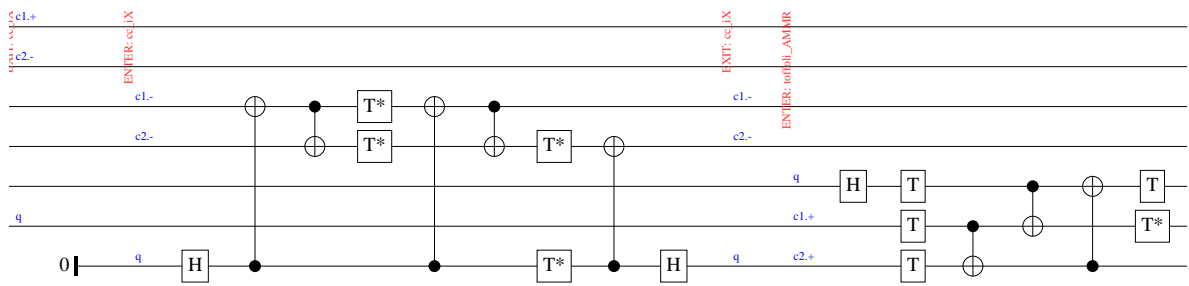 c1.+
c2.-
ENTER: cc_iX
EXIT: cc_iX
ENTER: toffoli_AMMR
c1.-
T*
c1.-
c2.-
T*
T*
c2.-
q
H
T
T
q
c1.+
T
T*
0
q
H
T*
H
q
c2.+
T